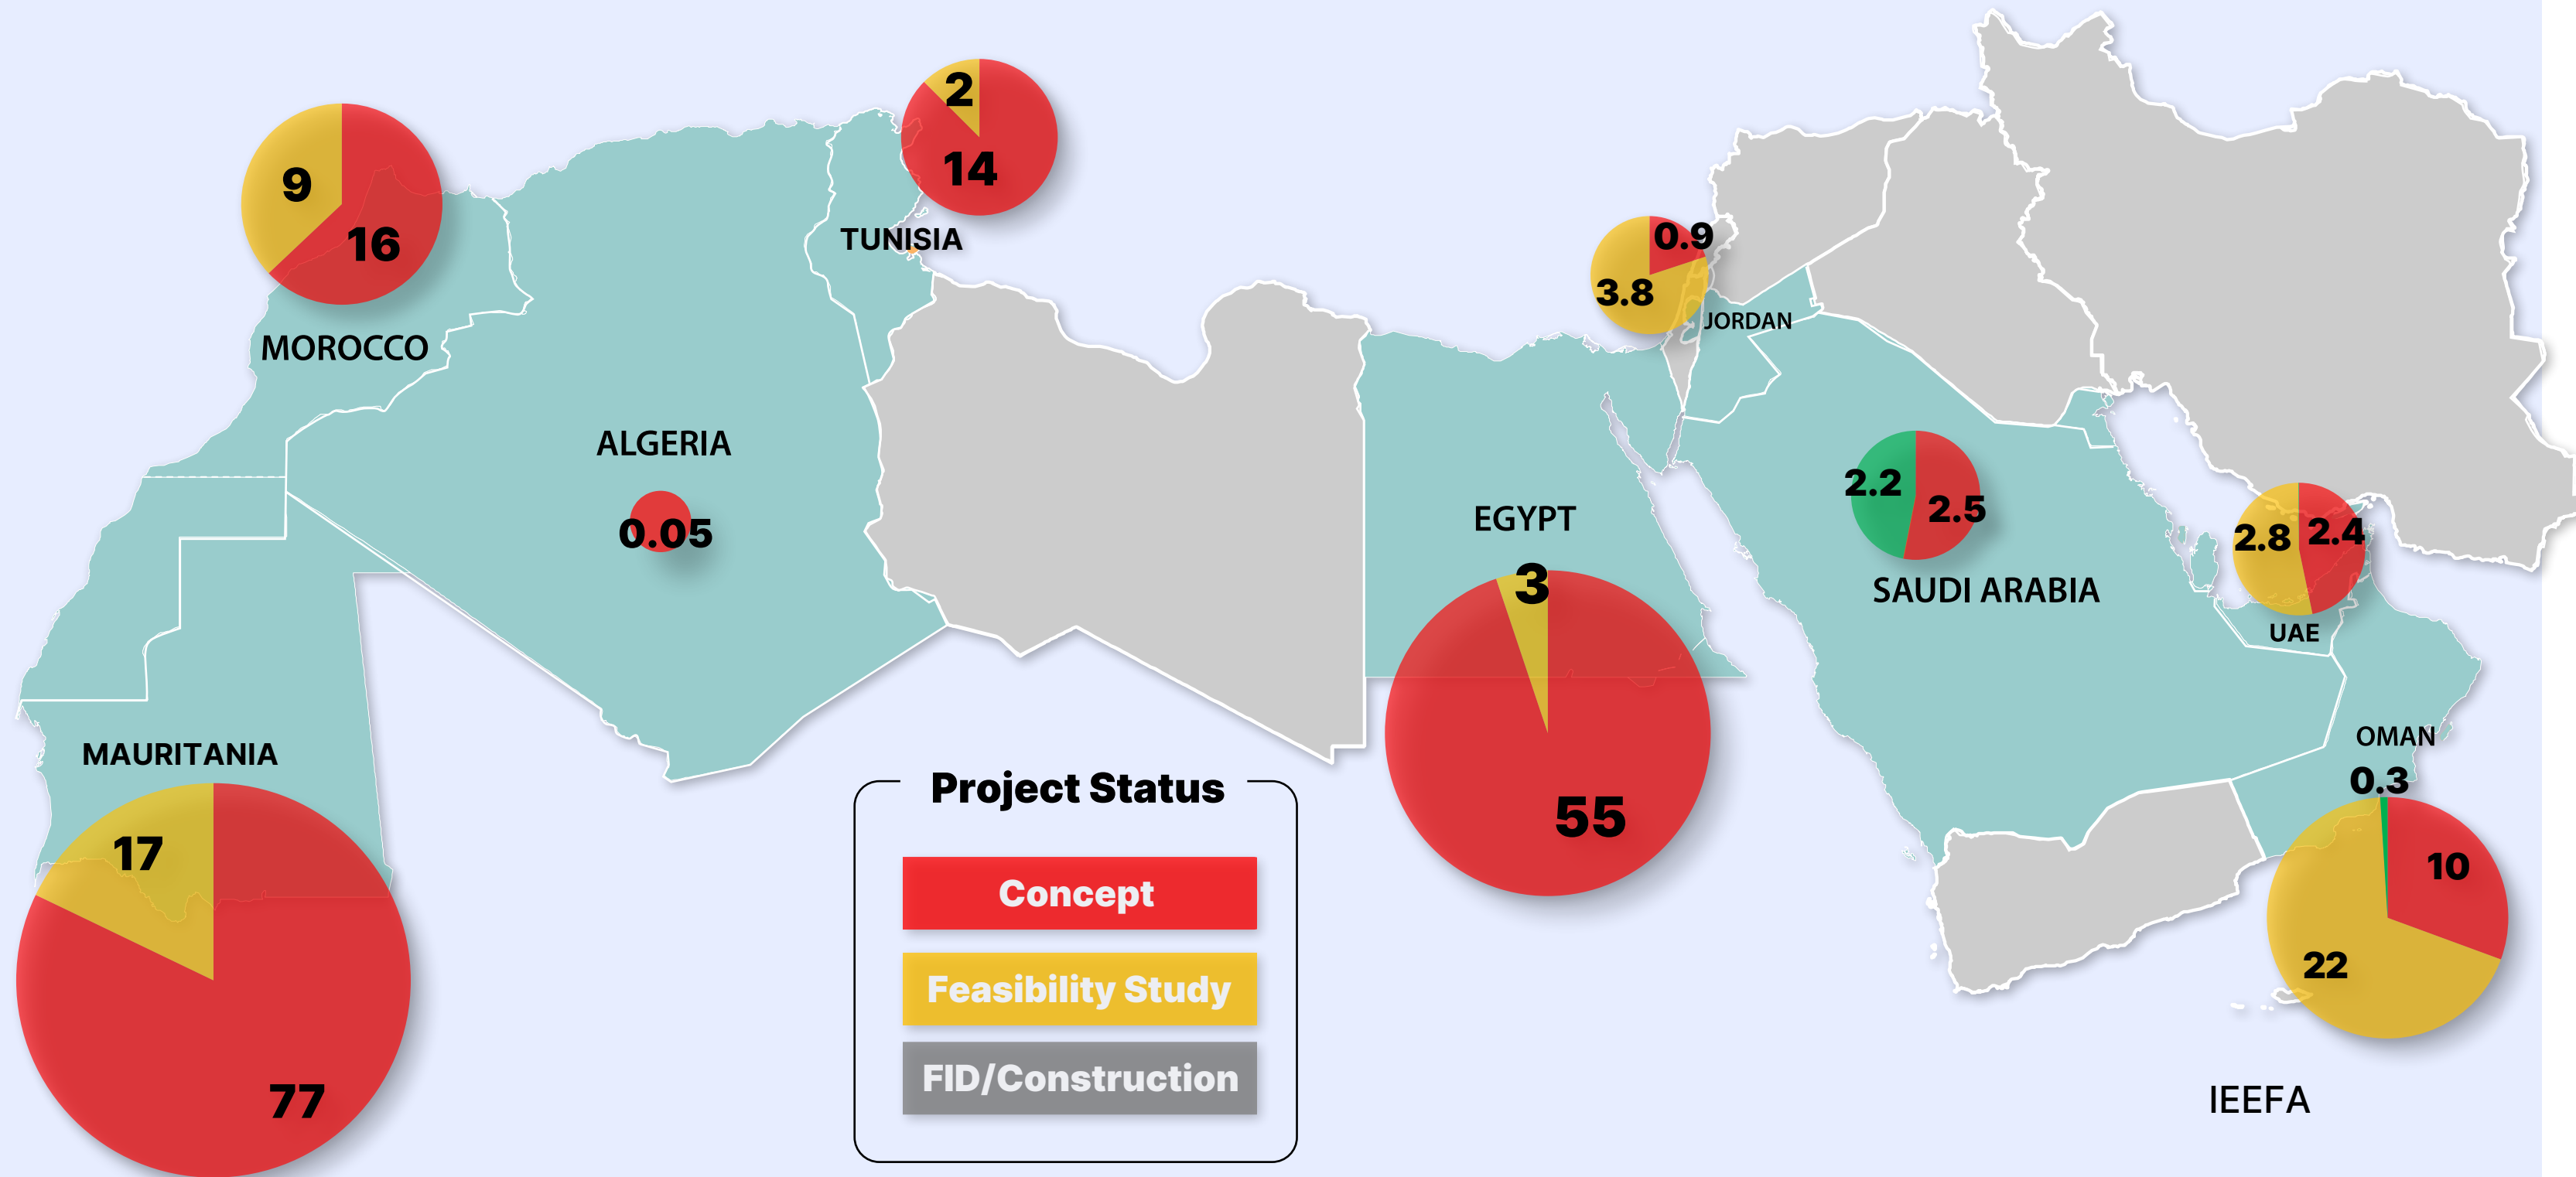 2
14
9
16
TUNISIA
MOROCCO
0.9
3.8
JORDAN
ALGERIA
0.05
EGYPT
3
55
2.2
2.5
SAUDI ARABIA
2.8
2.4
UAE
MAURITANIA
17
77
OMAN
0.3
10
22
Project Status
Concept
Feasibility Study
FID/Construction
IEEFA